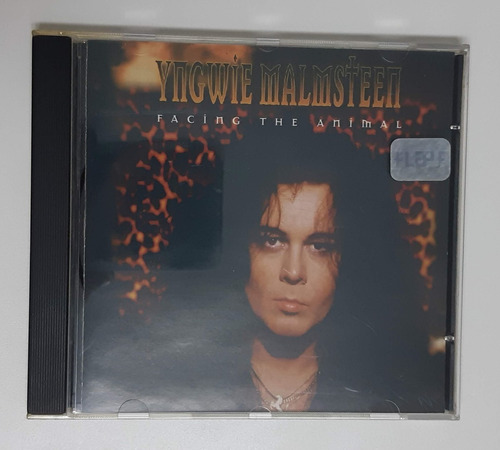 YNGWIE MALMSTEEN
FACING THE ANIMAL